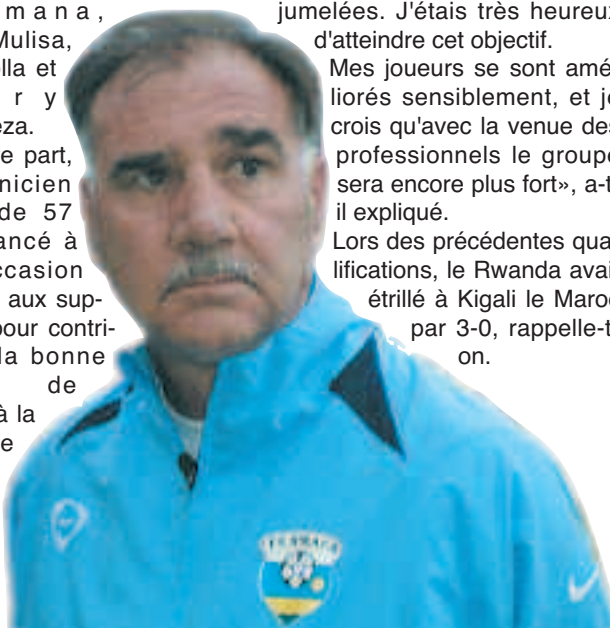 mana,
Mulisa,
lla et
r y
eza.
e part,
nicien
de 57
ancé à
ccasion
aux sup-
pour contri-
la bonne
de
à la
e
jumelées. J'étais très heureux
d'atteindre cet objectif.
Mes joueurs se sont amé
liorés sensiblement, et je
crois qu'avec la venue des
professionnels le groupe
sera encore plus fort», a-t
il expliqué.
Lors des précédentes qua
lifications, le Rwanda avai
étrillé à Kigali le Maroc
par 3-0, rappelle-t
on.